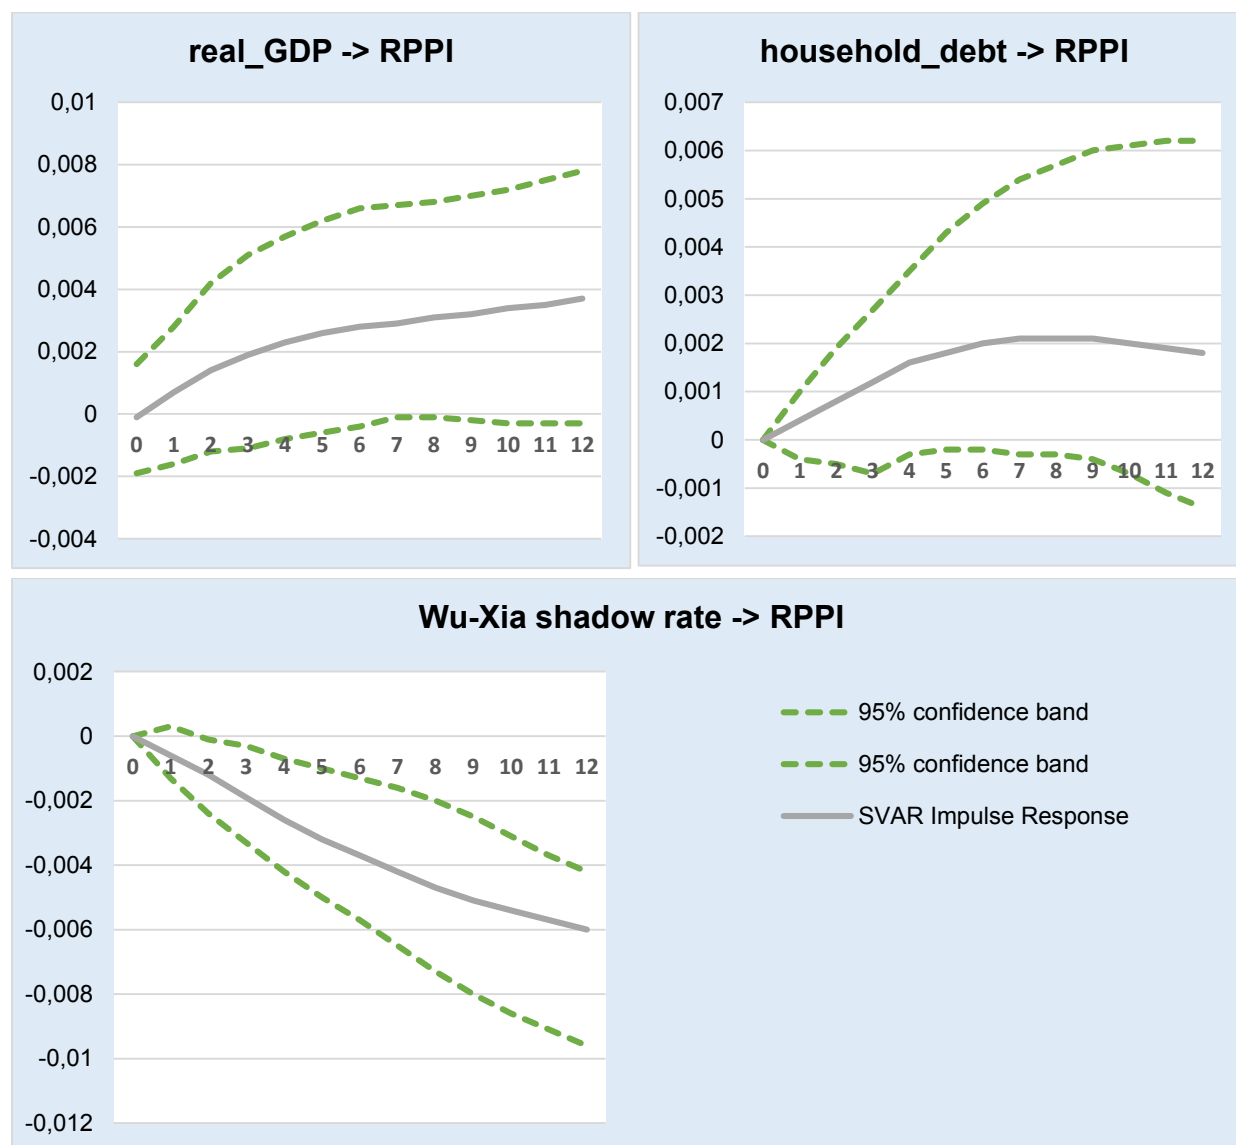 real_GDP -> RPPI
0,01
0,008
0,006
0,004
0,002
0
-0,002
-0,004
0 1 2 3 4 5 6 7 8 9 10 11 12
household_debt -> RPPI
0,007
0,006
0,005
0,004
0,003
0,002
0,001
0
-0,001
-0,002
0 1 2 3 4 5 6 7 8 9 10 11 12
Wu-Xia shadow rate -> RPPI
0,002
0
-0,002
-0,004
-0,006
-0,008
-0,01
-0,012
0 1 2 3 4 5 6 7 8 9 10 11 12
95% confidence band
95% confidence band
SVAR Impulse Response